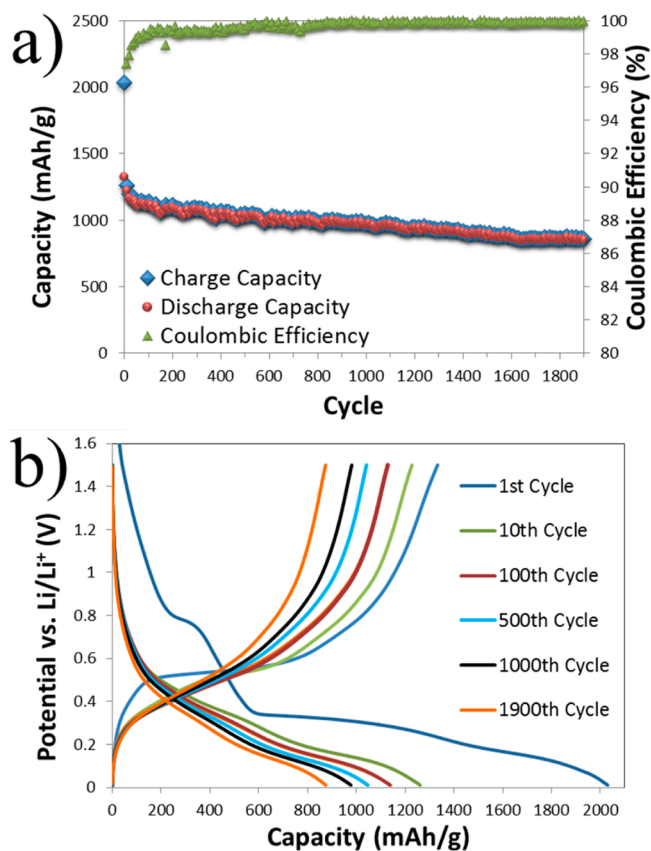 a)
2500
2000
1500
1000
500
0
Capacity (mAh/g)
100
98
96
94
92
90
88
86
84
82
80
Coulombic Efficiency (%)
Charge Capacity
Discharge Capacity
Coulombic Efficiency
0 200 400 600 800 1000 1200 1400 1600 1800
Cycle
b)
1.6
1.4
1.2
1
0.8
0.6
0.4
0.2
0
Potential vs. Li/Li⁺ (V)
1st Cycle
10th Cycle
100th Cycle
500th Cycle
1000th Cycle
1900th Cycle
0 200 400 600 800 1000 1200 1400 1600 1800 2000
Capacity (mAh/g)